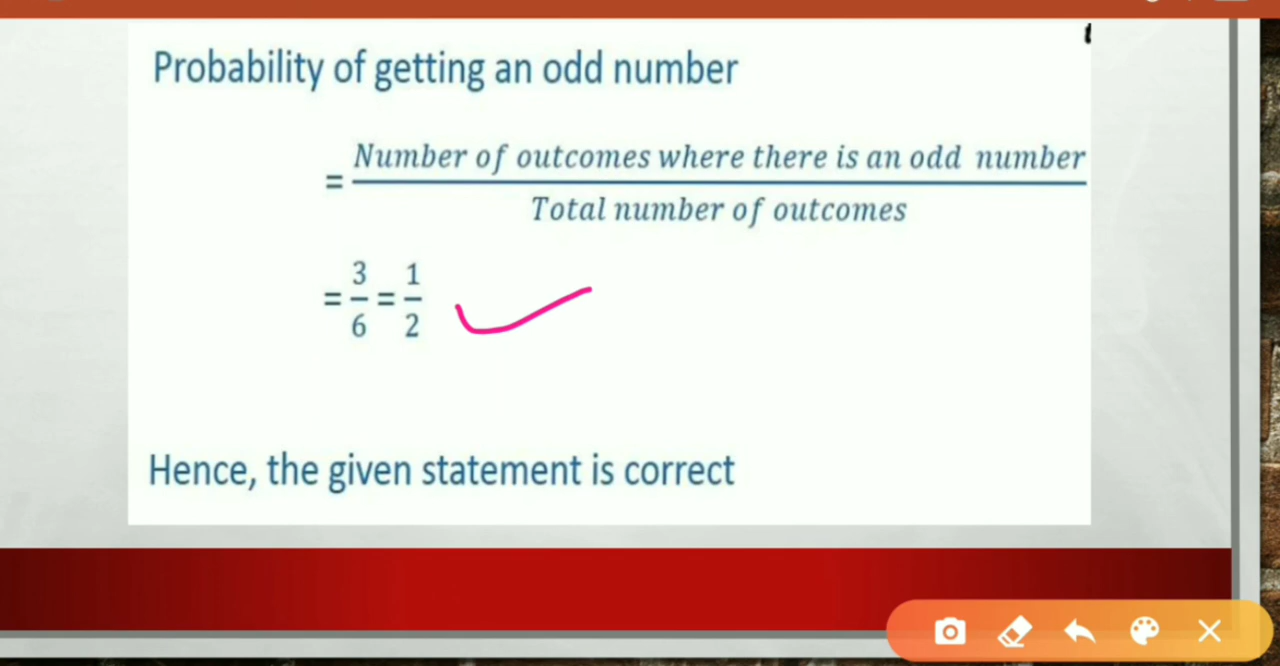 Probability of getting an odd number
= Number of outcomes where there is an odd number / Total number of outcomes
= 3/6 = 1/2
Hence, the given statement is correct